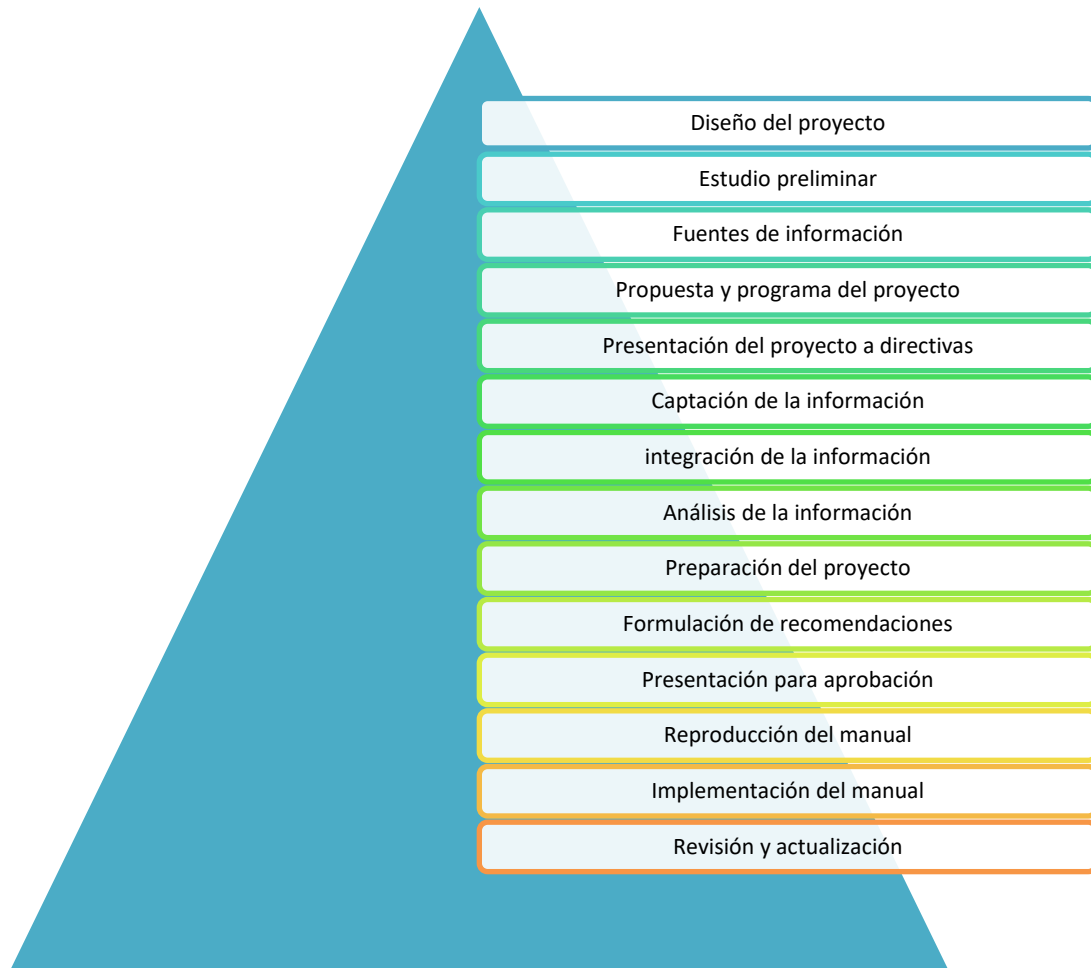 Diseño del proyecto
Estudio preliminar
Fuentes de información
Propuesta y programa del proyecto
Presentación del proyecto a directivas
Captación de la información
integración de la información
Análisis de la información
Preparación del proyecto
Formulación de recomendaciones
Presentación para aprobación
Reproducción del manual
Implementación del manual
Revisión y actualización